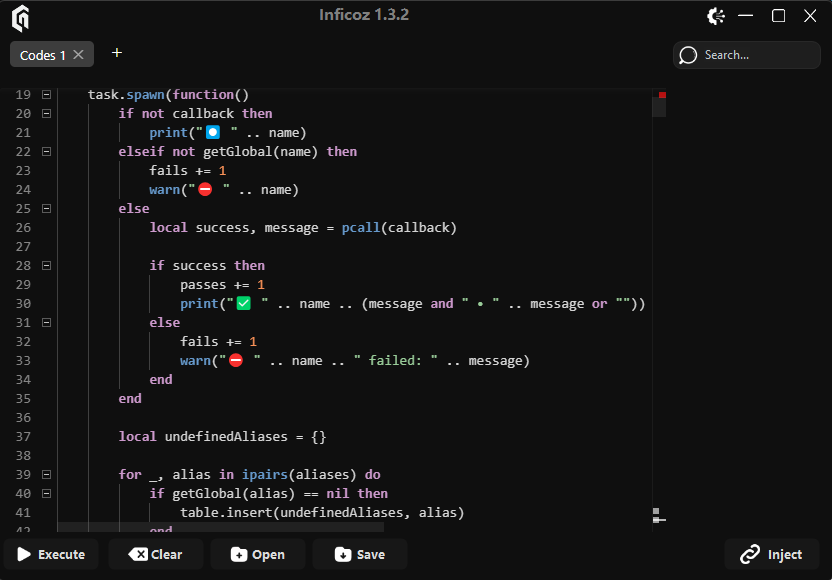 Inficoz 1.3.2
Codes 1
Search...
19 task.spawn(function()
20 if not callback then
21 print("⏺️ " .. name)
22 elseif not getGlobal(name) then
23 fails += 1
24 warn("⛔ " .. name)
25 else
26 local success, message = pcall(callback)
27
28 if success then
29 passes += 1
30 print("✅ " .. name .. (message and " • " .. message or ""))
31 else
32 fails += 1
33 warn("⛔ " .. name .. " failed: " .. message)
34 end
35 end
36
37 local undefinedAliases = {}
38
39 for _, alias in ipairs(aliases) do
40 if getGlobal(alias) == nil then
41 table.insert(undefinedAliases, alias)
42 end
Execute Clear Open Save Inject